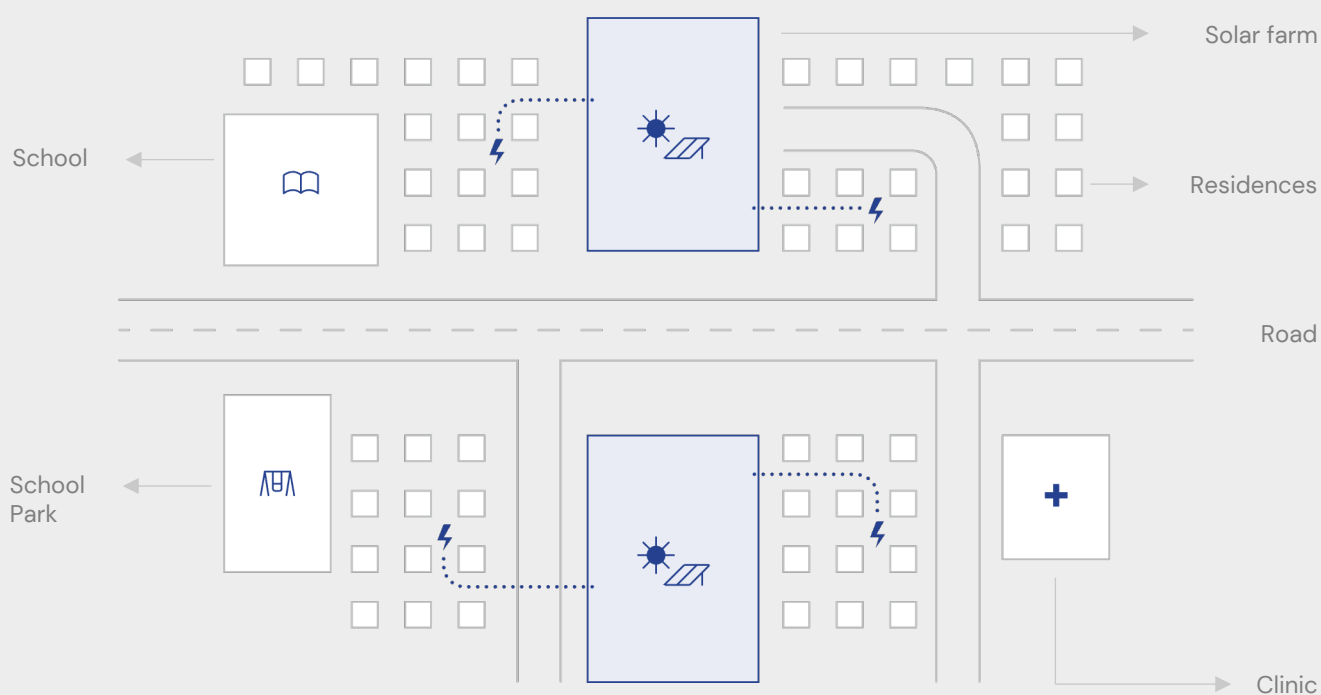 Solar farm
School
Residences
Road
School
Park
Clinic